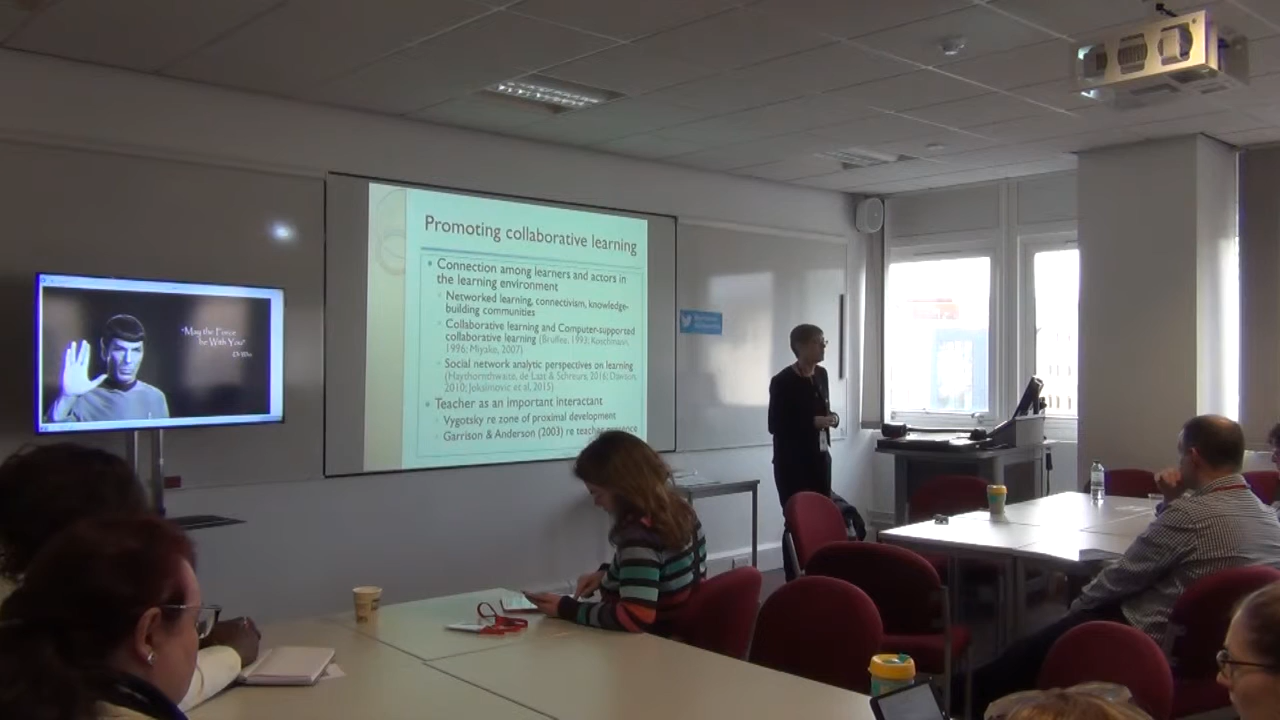 "May the Force
be With You"
Dr Who
Promoting collaborative learning
Connection among learners and actors in
the learning environment
Networked learning, connectivism, knowledge-
building communities
Collaborative learning and Computer-supported
collaborative learning (Bruffee, 1993; Koschmann,
1996; Miyake, 2007)
Social network analytic perspectives on learning
(Haythornthwaite, de Laat & Schreurs, 2016; Dawson,
2010; Joksimovic et al, 2015)
Teacher as an important interactant
Vygotsky re zone of proximal development
Garrison & Anderson (2003) re teacher presence